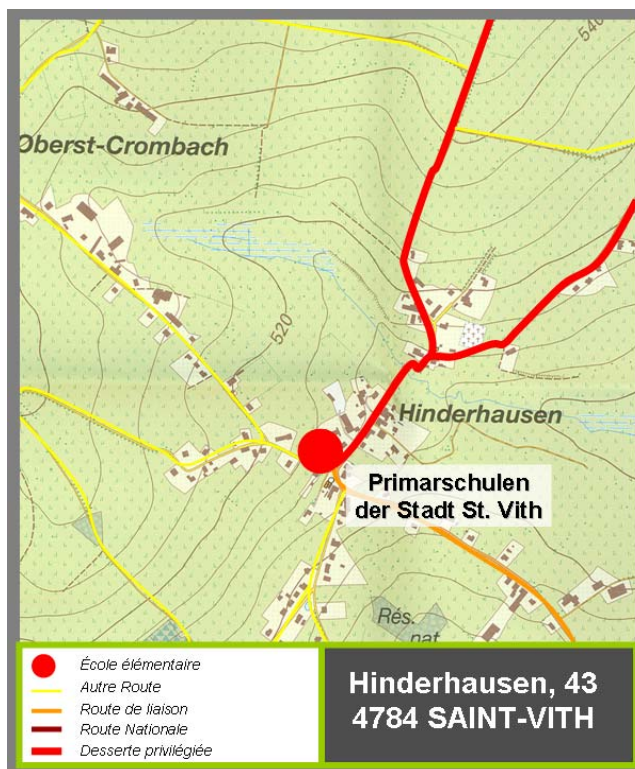 540
Oberst-Crombach
520
Hinderhausen
Primarschulen
der Stadt St. Vith
Rés.
nat.
École élémentaire
Autre Route
Route de liaison
Route Nationale
Desserte privilégiée
Hinderhausen, 43
4784 SAINT-VITH